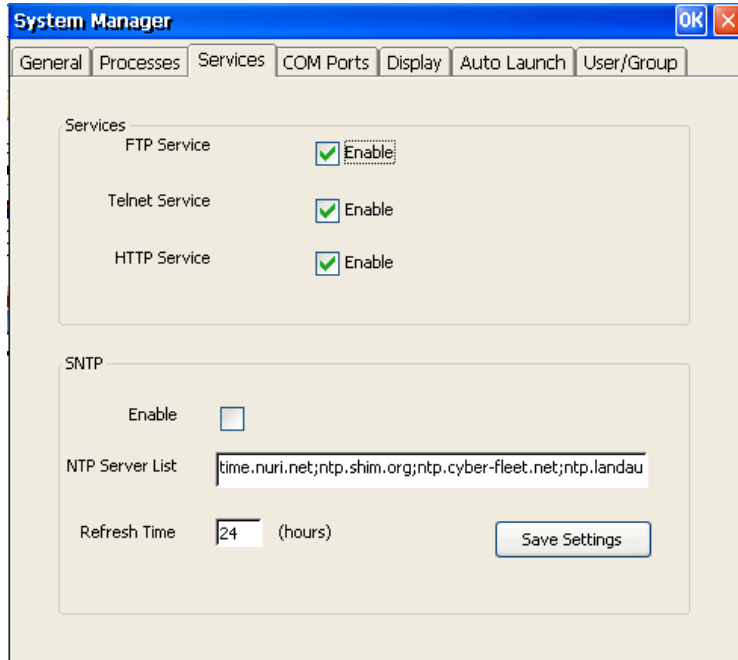 System Manager OK
General Processes Services COM Ports Display Auto Launch User/Group
Services
FTP Service Enable
Telnet Service Enable
HTTP Service Enable
SNTP
Enable
NTP Server List time.nuri.net;ntp.shim.org;ntp.cyber-fleet.net;ntp.landau
Refresh Time 24 (hours) Save Settings